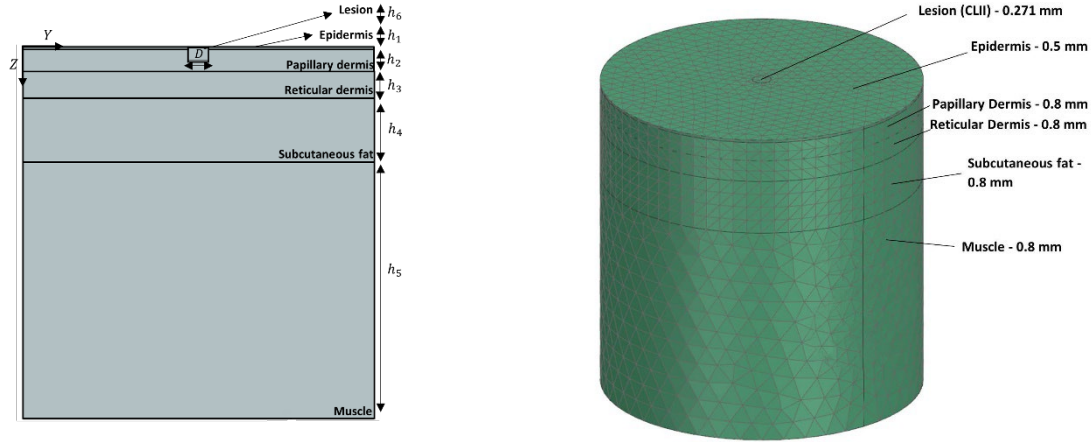 Lesion
h₆
Epidermis
h₁
Y
Z
D
h₂
Papillary dermis
Reticular dermis
h₃
h₄
Subcutaneous fat
h₅
Muscle
Lesion (CLII) - 0.271 mm
Epidermis - 0.5 mm
Papillary Dermis - 0.8 mm
Reticular Dermis - 0.8 mm
Subcutaneous fat -
0.8 mm
Muscle - 0.8 mm